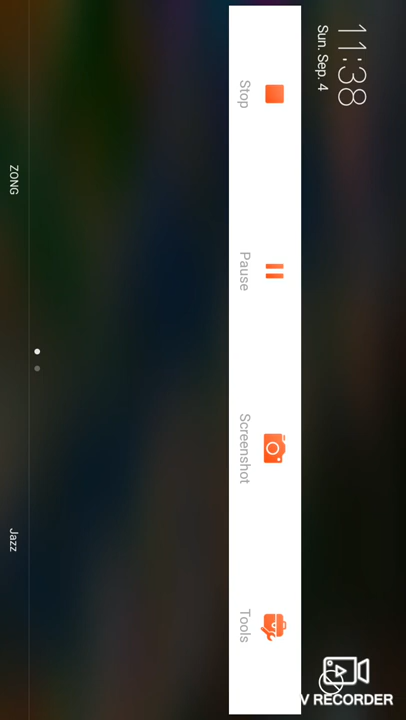 11:38
Sun. Sep. 4
Stop
Pause
Screenshot
Tools
ZONG
Jazz
V RECORDER